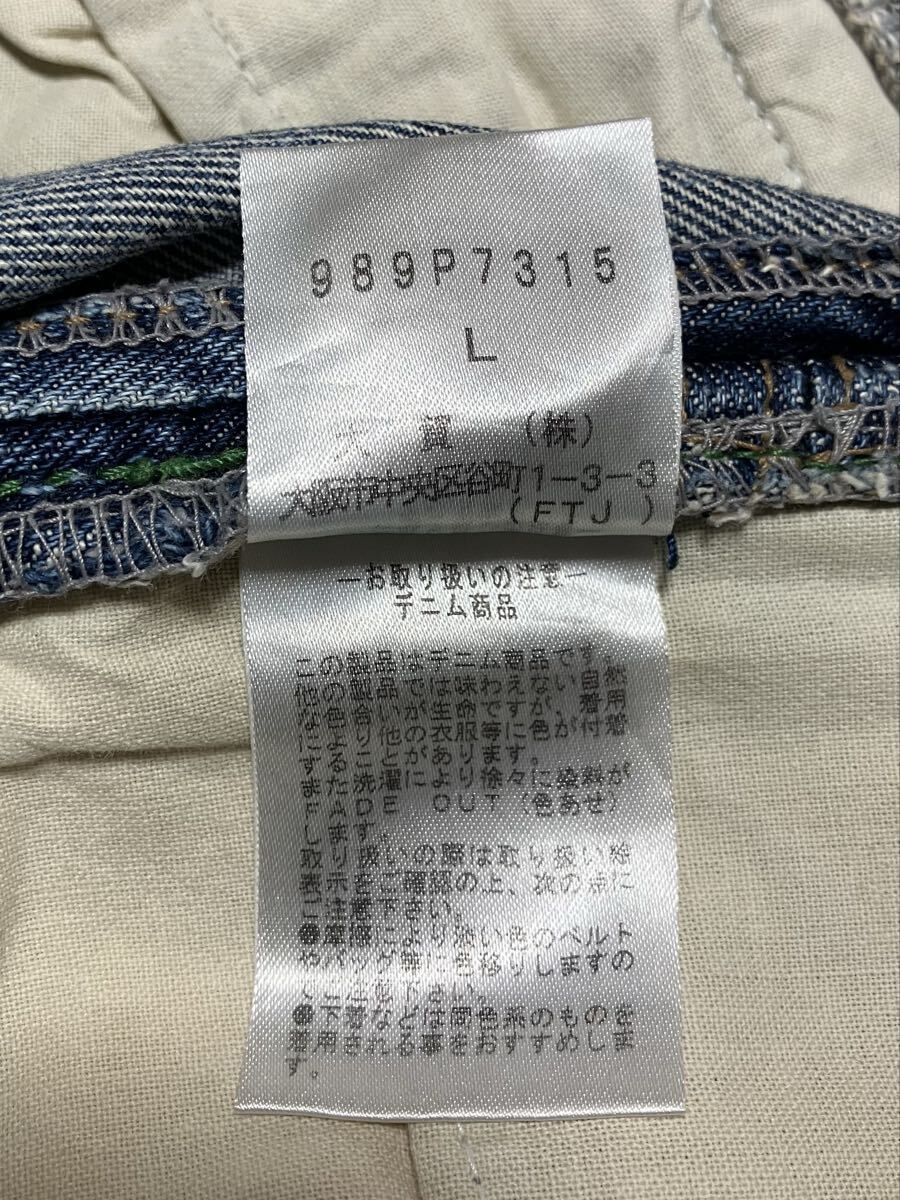 989P7315
L
大賀(株)
大阪市中央区谷町1-3-3
(FTJ)
―お取り扱いの注意―
デニム商品
この製品はデニム商品です。
他の製品では味わえない自然
な色合いがの生命ですが、着用
により他の衣服等に色が付着
することがあります。
また洗濯により徐々に染料が
FADE OUT(色あせ)
します。
取り扱いの際は取り扱い絵
表示をご確認の上、次の点に
ご注意下さい。
●摩擦により淡い色のベルト
やバッグ等に色移りしますの
でご注意下さい。
●下着などは同色系のものを
着用される事をおすすめしま
す。